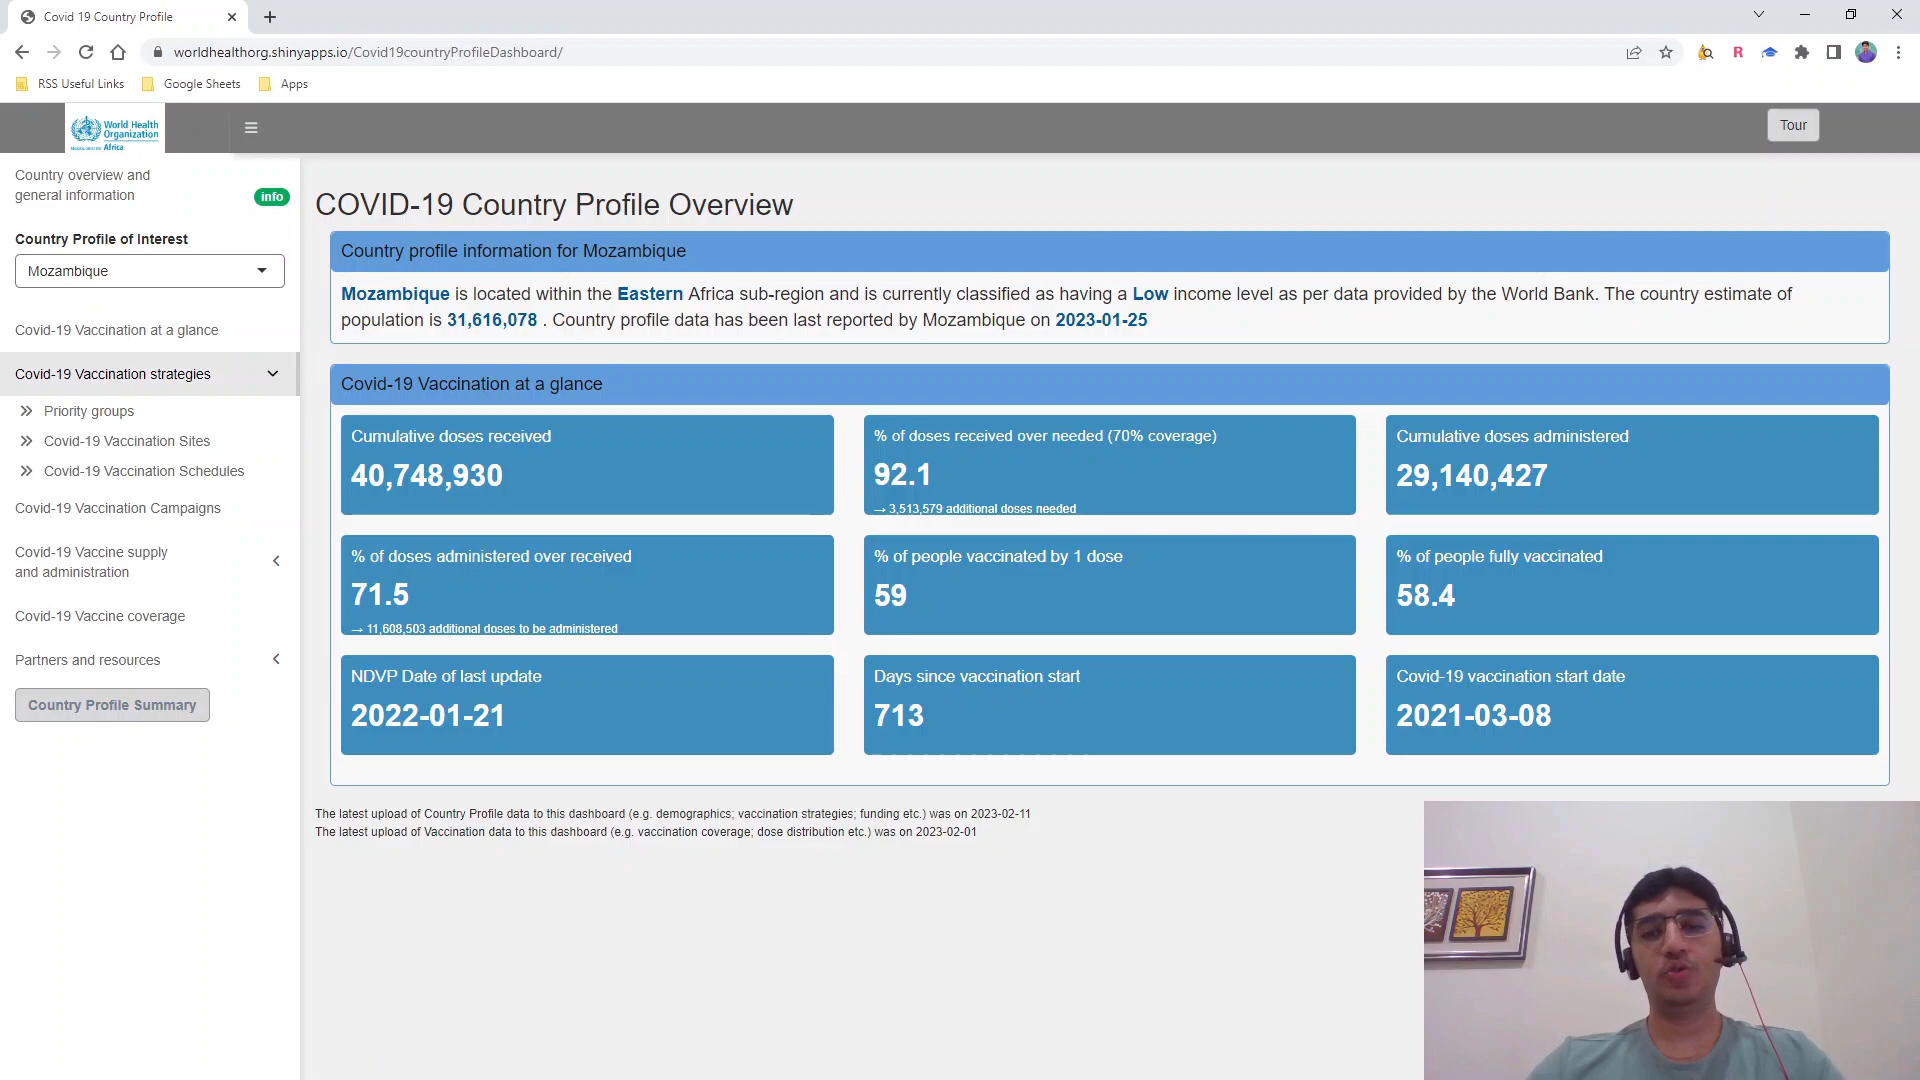 Covid 19 Country Profile
worldhealthorg.shinyapps.io/Covid19countryProfileDashboard/
R
RSS Useful Links
Google Sheets
Apps
World Health
Organization
Africa
Tour
Country overview and
general information
info
Country Profile of Interest
Mozambique
Covid-19 Vaccination at a glance
Covid-19 Vaccination strategies
Priority groups
Covid-19 Vaccination Sites
Covid-19 Vaccination Schedules
Covid-19 Vaccination Campaigns
Covid-19 Vaccine supply
and administration
Covid-19 Vaccine coverage
Partners and resources
Country Profile Summary
COVID-19 Country Profile Overview
Country profile information for Mozambique
Mozambique is located within the Eastern Africa sub-region and is currently classified as having a Low income level as per data provided by the World Bank. The country estimate of
population is 31,616,078 . Country profile data has been last reported by Mozambique on 2023-01-25
Covid-19 Vaccination at a glance
Cumulative doses received
40,748,930
% of doses received over needed (70% coverage)
92.1
→ 3,513,579 additional doses needed
Cumulative doses administered
29,140,427
% of doses administered over received
71.5
→ 11,608,503 additional doses to be administered
% of people vaccinated by 1 dose
59
% of people fully vaccinated
58.4
NDVP Date of last update
2022-01-21
Days since vaccination start
713
Covid-19 vaccination start date
2021-03-08
The latest upload of Country Profile data to this dashboard (e.g. demographics; vaccination strategies; funding etc.) was on 2023-02-11
The latest upload of Vaccination data to this dashboard (e.g. vaccination coverage; dose distribution etc.) was on 2023-02-01